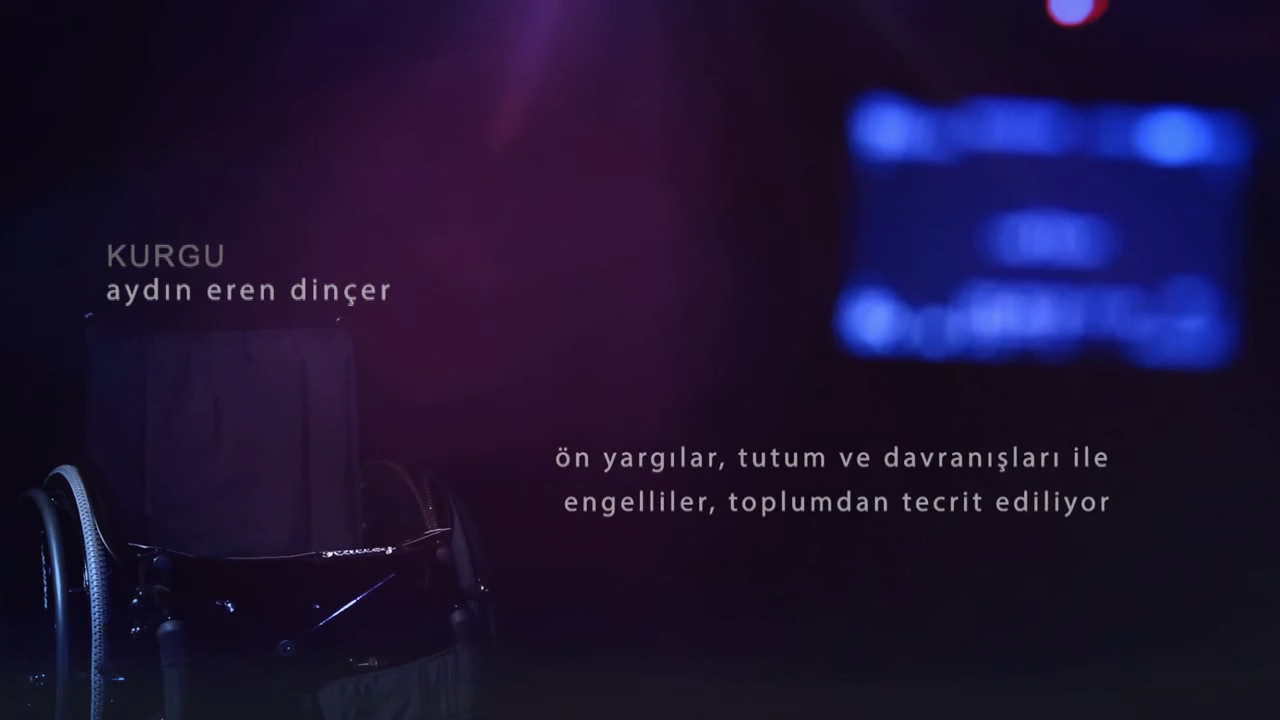 KURGU
aydın eren dinçer
ön yargılar, tutum ve davranışları ile
engelliler, toplumdan tecrit ediliyor